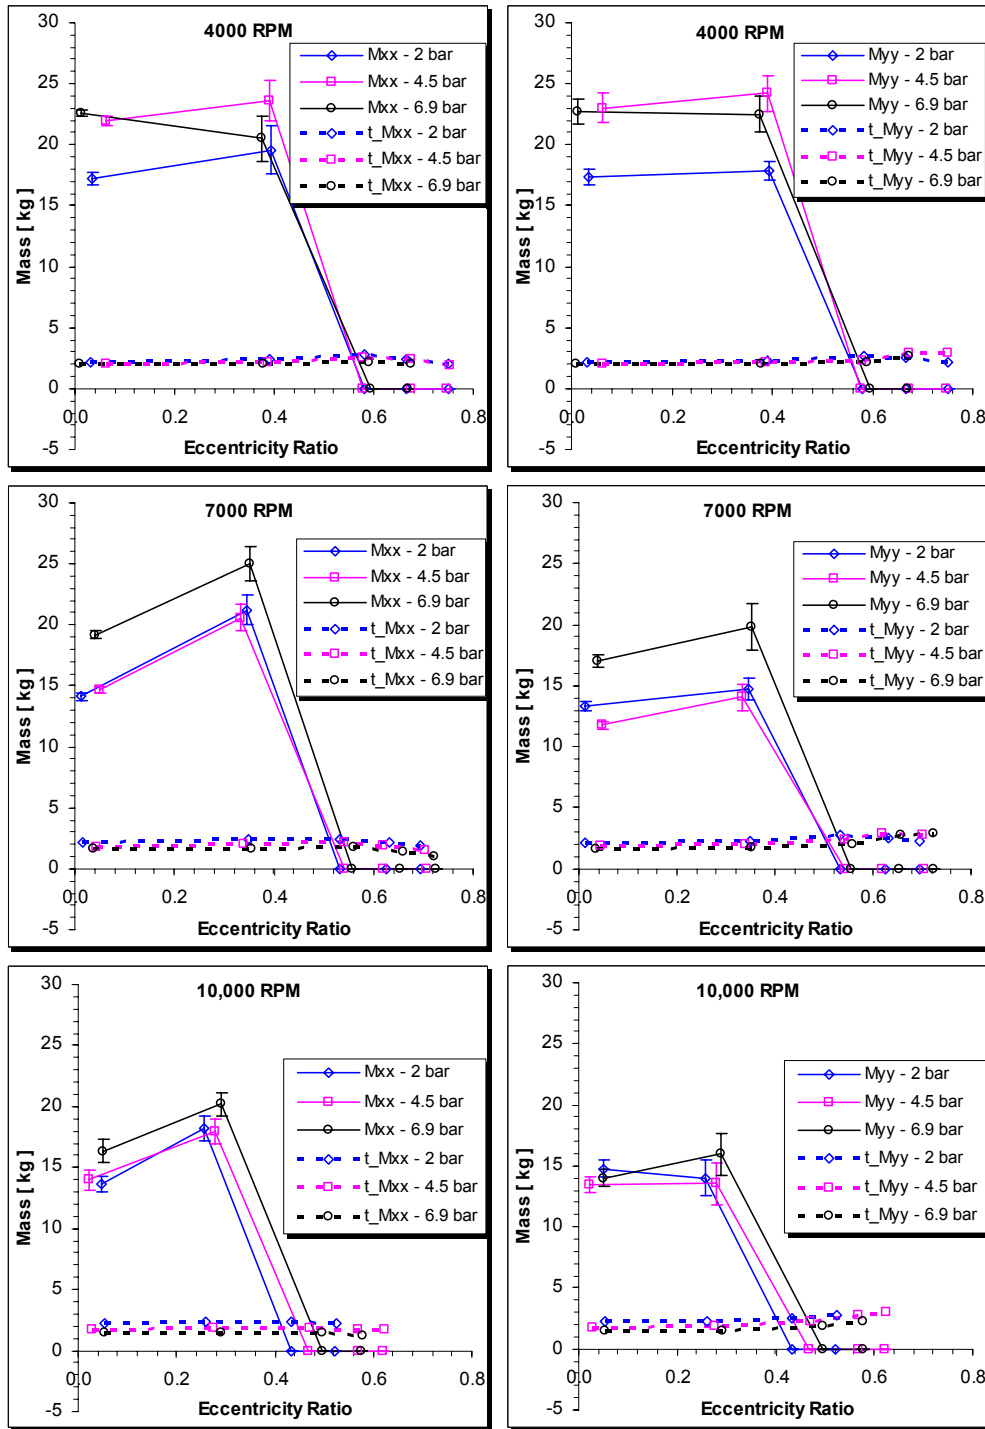 4000 RPM
30
25
20
15
10
5
0
-5
Mass [ kg ]
0.0 0.2 0.4 0.6 0.8
Eccentricity Ratio
Mxx - 2 bar
Mxx - 4.5 bar
Mxx - 6.9 bar
t_Mxx - 2 bar
t_Mxx - 4.5 bar
t_Mxx - 6.9 bar
4000 RPM
30
25
20
15
10
5
0
-5
Mass [ kg ]
0.0 0.2 0.4 0.6 0.8
Eccentricity Ratio
Myy - 2 bar
Myy - 4.5 bar
Myy - 6.9 bar
t_Myy - 2 bar
t_Myy - 4.5 bar
t_Myy - 6.9 bar
7000 RPM
30
25
20
15
10
5
0
-5
Mass [ kg ]
0.0 0.2 0.4 0.6 0.8
Eccentricity Ratio
Mxx - 2 bar
Mxx - 4.5 bar
Mxx - 6.9 bar
t_Mxx - 2 bar
t_Mxx - 4.5 bar
t_Mxx - 6.9 bar
7000 RPM
30
25
20
15
10
5
0
-5
Mass [ kg ]
0.0 0.2 0.4 0.6 0.8
Eccentricity Ratio
Myy - 2 bar
Myy - 4.5 bar
Myy - 6.9 bar
t_Myy - 2 bar
t_Myy - 4.5 bar
t_Myy - 6.9 bar
10,000 RPM
30
25
20
15
10
5
0
-5
Mass [ kg ]
0.0 0.2 0.4 0.6 0.8
Eccentricity Ratio
Mxx - 2 bar
Mxx - 4.5 bar
Mxx - 6.9 bar
t_Mxx - 2 bar
t_Mxx - 4.5 bar
t_Mxx - 6.9 bar
10,000 RPM
30
25
20
15
10
5
0
-5
Mass [ kg ]
0.0 0.2 0.4 0.6 0.8
Eccentricity Ratio
Myy - 2 bar
Myy - 4.5 bar
Myy - 6.9 bar
t_Myy - 2 bar
t_Myy - 4.5 bar
t_Myy - 6.9 bar